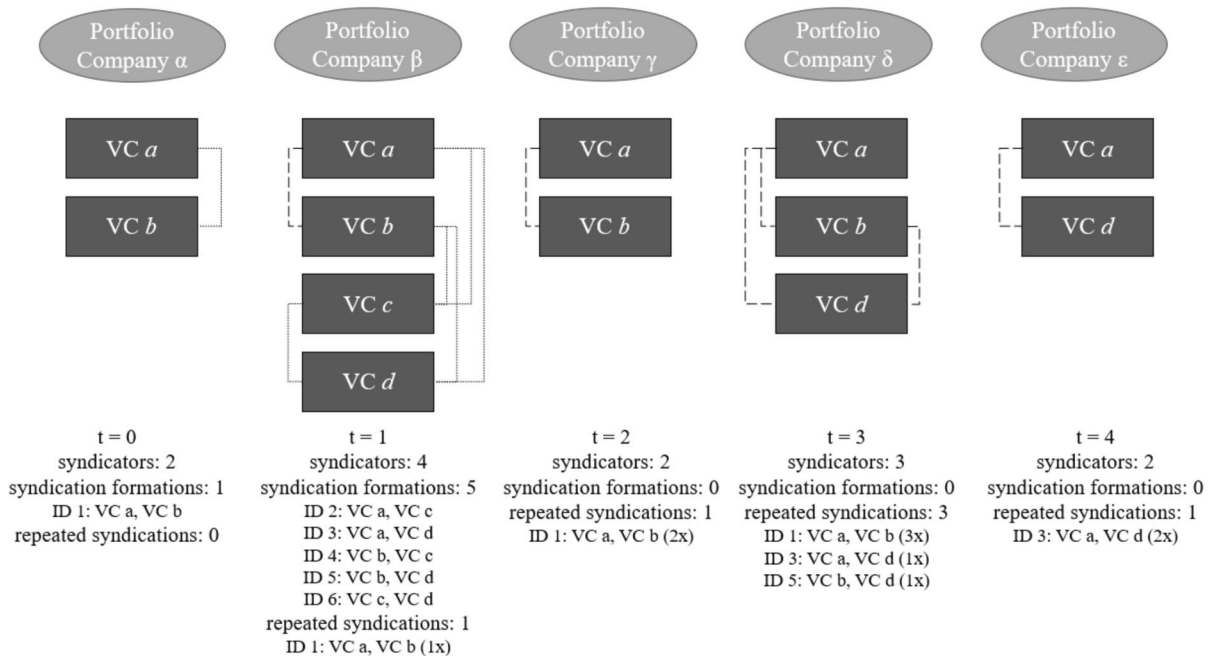 Portfolio
Company α
Portfolio
Company β
Portfolio
Company γ
Portfolio
Company δ
Portfolio
Company ε
VC a
VC b
VC a
VC b
VC c
VC d
VC a
VC b
VC a
VC b
VC d
VC a
VC d
t = 0
syndicators: 2
syndication formations: 1
ID 1: VC a, VC b
repeated syndications: 0
t = 1
syndicators: 4
syndication formations: 5
ID 2: VC a, VC c
ID 3: VC a, VC d
ID 4: VC b, VC c
ID 5: VC b, VC d
ID 6: VC c, VC d
repeated syndications: 1
ID 1: VC a, VC b (1x)
t = 2
syndicators: 2
syndication formations: 0
repeated syndications: 1
ID 1: VC a, VC b (2x)
t = 3
syndicators: 3
syndication formations: 0
repeated syndications: 3
ID 1: VC a, VC b (3x)
ID 3: VC a, VC d (1x)
ID 5: VC b, VC d (1x)
t = 4
syndicators: 2
syndication formations: 0
repeated syndications: 1
ID 3: VC a, VC d (2x)